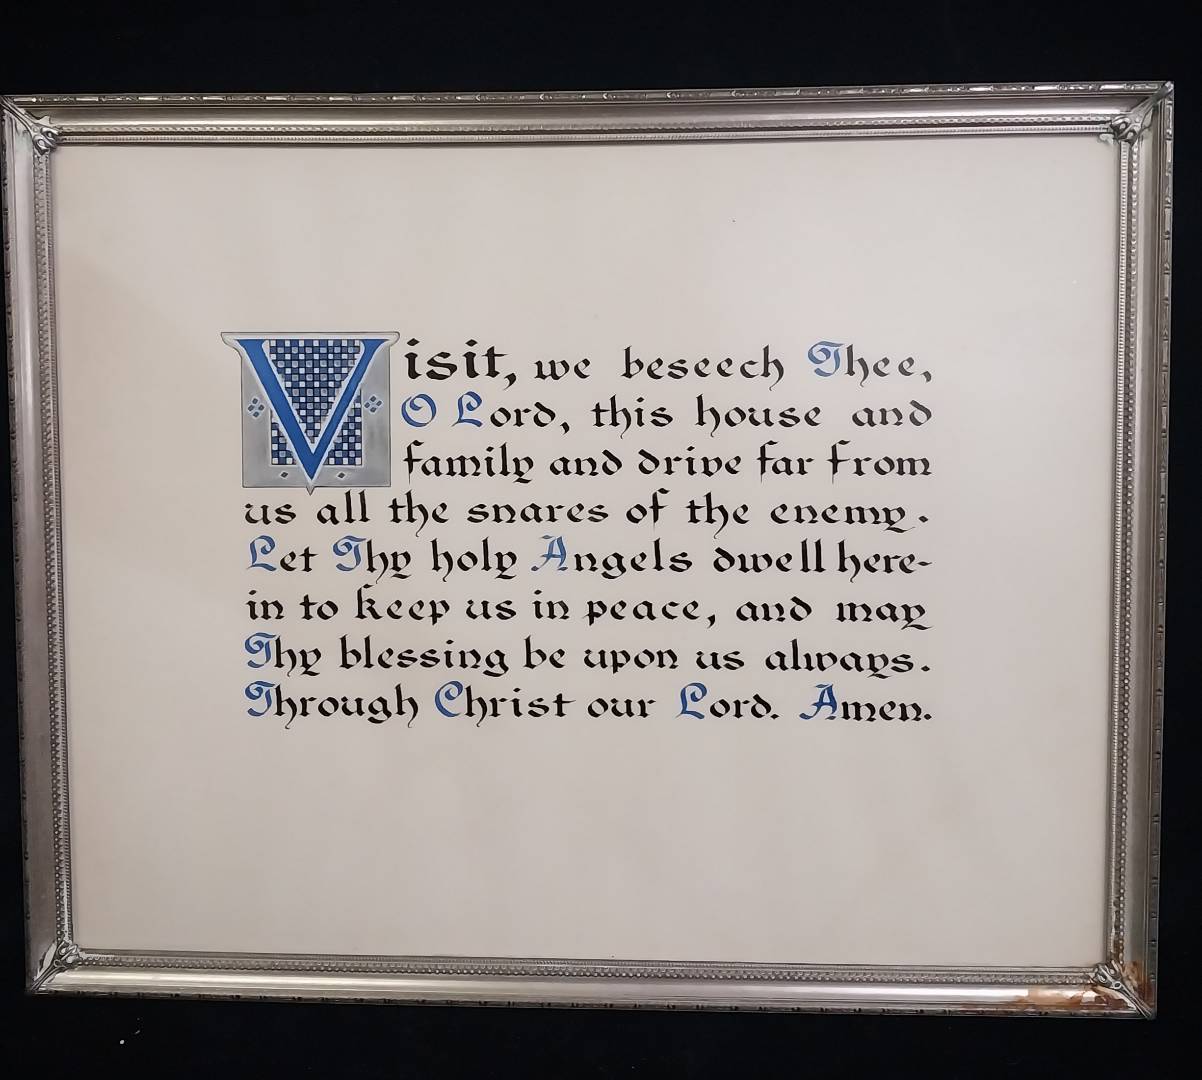 Visit, we beseech Thee,
O Lord, this house and
family and drive far from
us all the snares of the enemy.
Let Thy holy Angels dwell here-
in to keep us in peace, and may
Thy blessing be upon us always.
Through Christ our Lord. Amen.